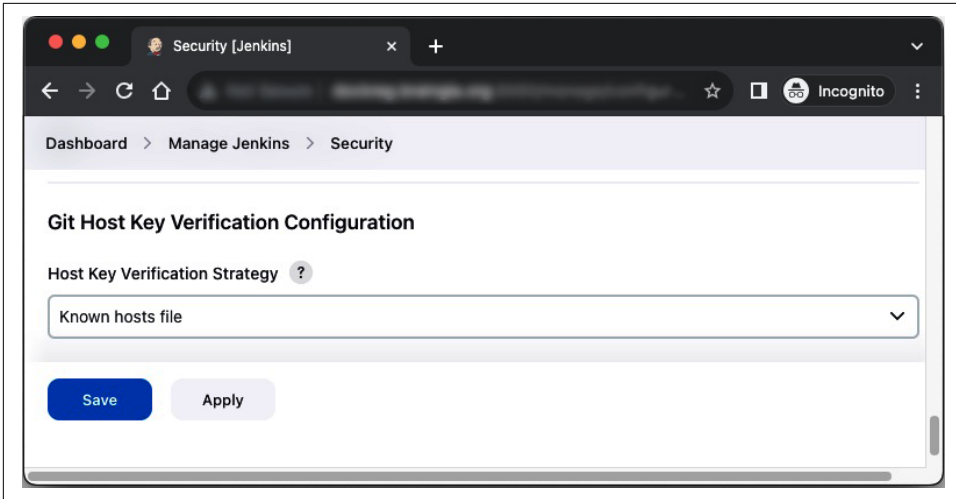 Security [Jenkins]
Incognito
Dashboard > Manage Jenkins > Security
Git Host Key Verification Configuration
Host Key Verification Strategy ?
Known hosts file
Save Apply